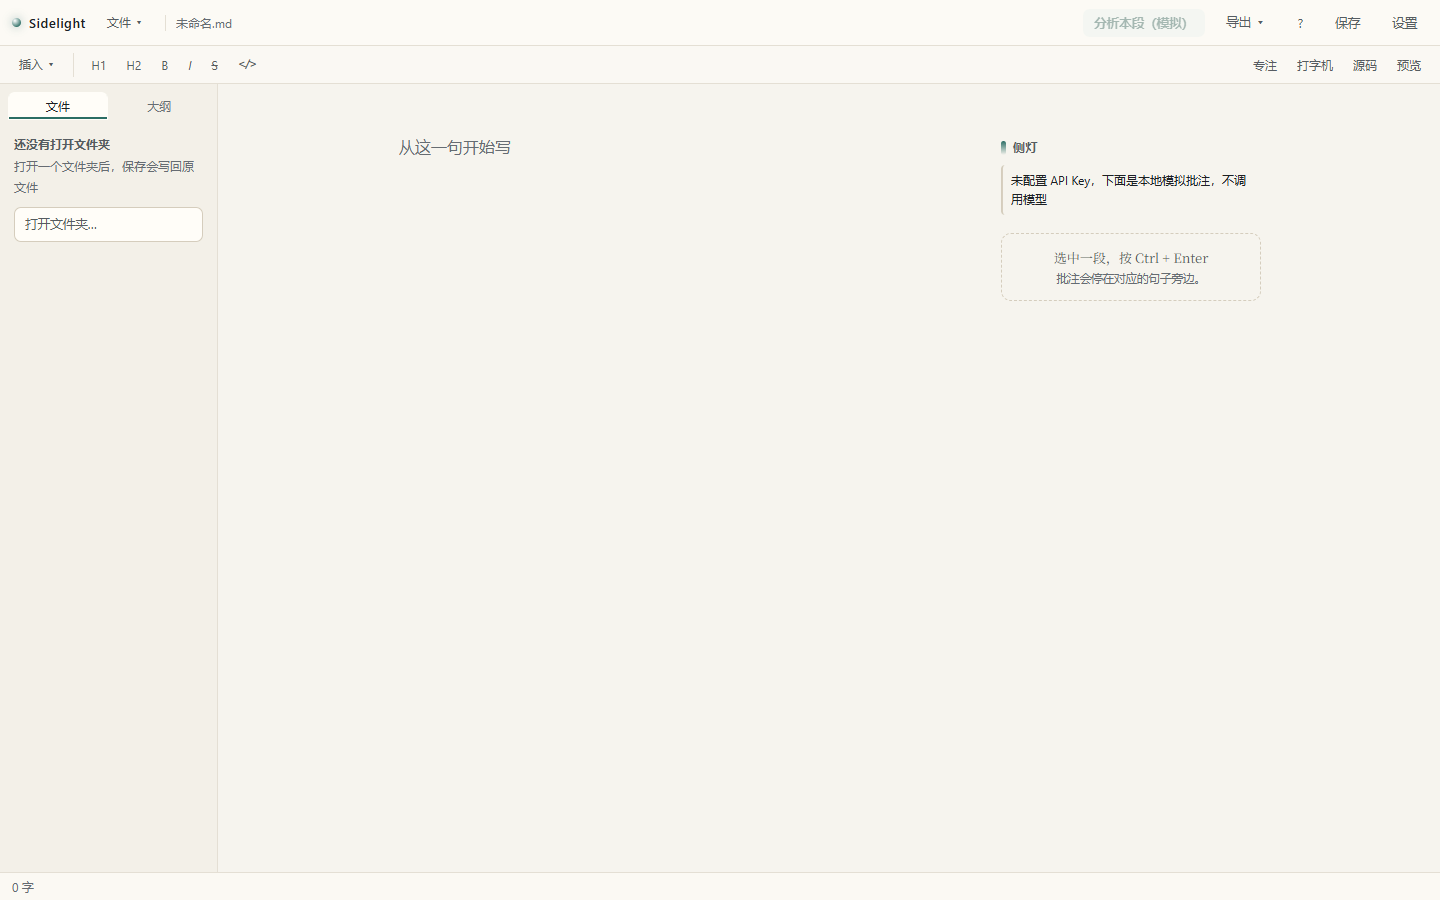 Sidelight 文件 ▾ 未命名.md 分析本段（模拟） 导出 ▾ ? 保存 设置
插入 ▾ H1 H2 B I S </> 专注 打字机 源码 预览
文件 大纲
还没有打开文件夹
打开一个文件夹后，保存会写回原
文件
打开文件夹...
从这一句开始写
侧灯
未配置 API Key，下面是本地模拟批注，不调
用模型
选中一段，按 Ctrl + Enter
批注会停在对应的句子旁边。
0 字